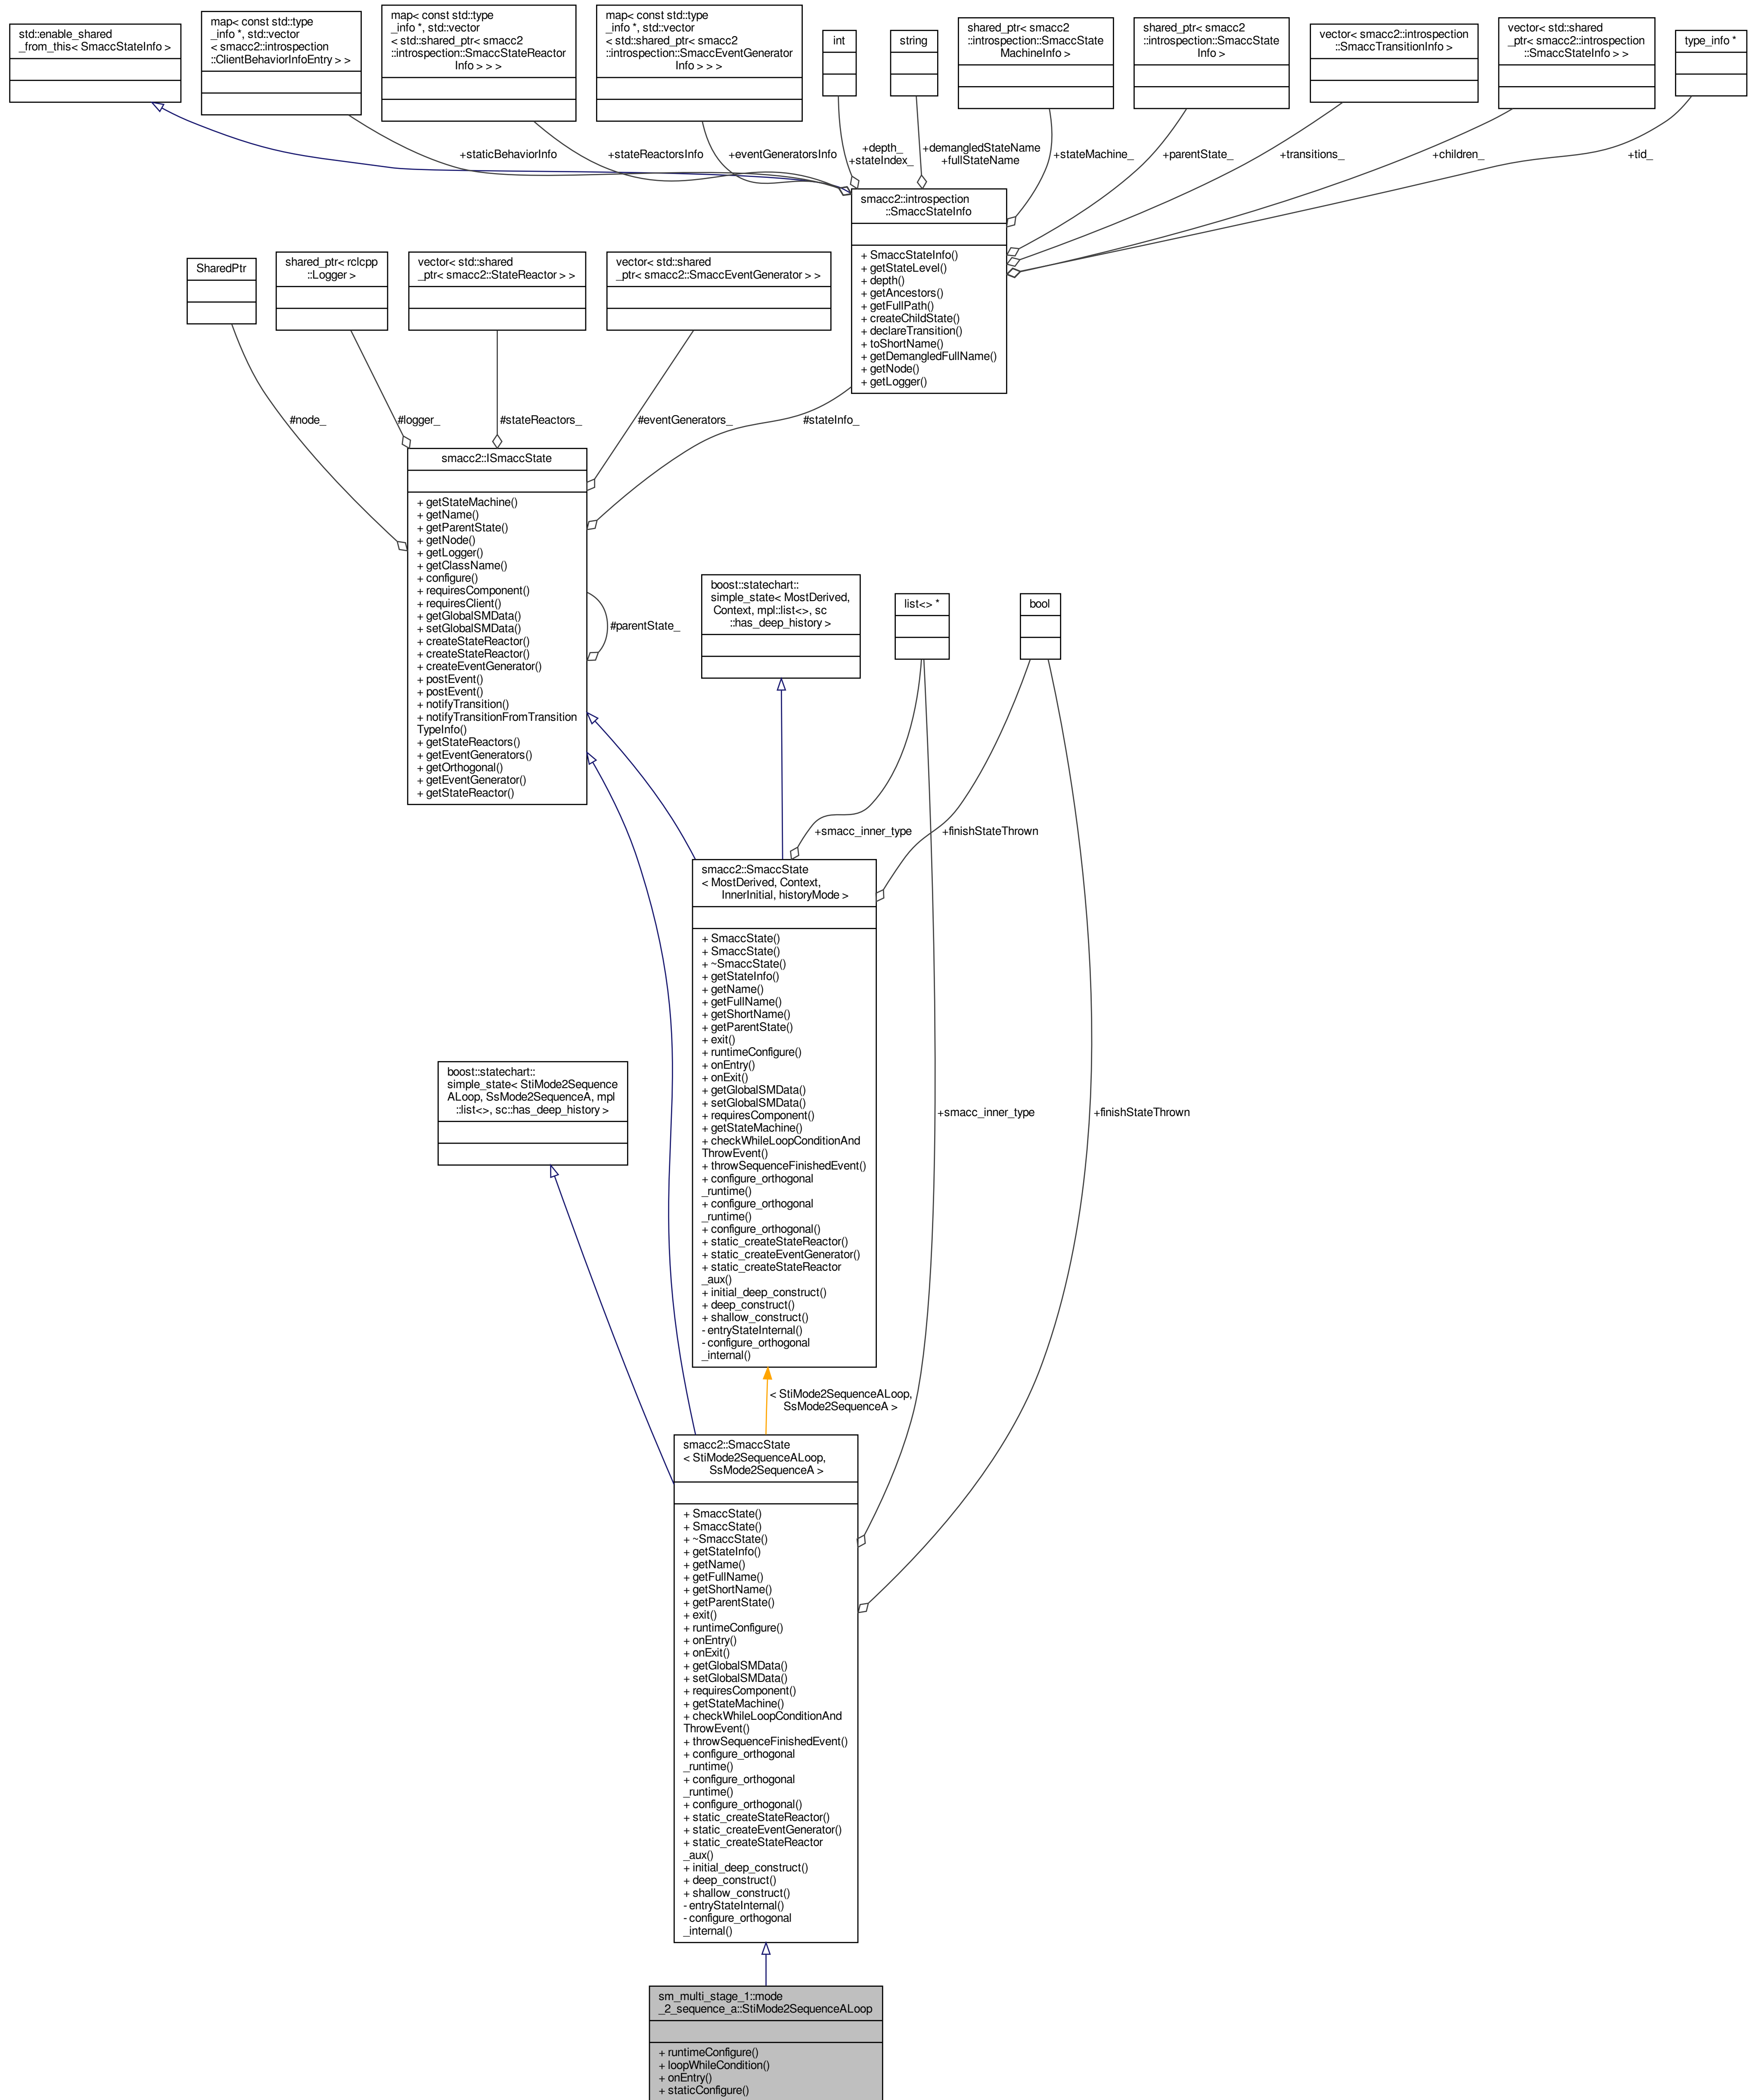 std::enable_shared
_from_this< SmaccStateInfo >
map< const std::type
_info *, std::vector
< smacc2::introspection
::ClientBehaviorInfoEntry > >
map< const std::type
_info *, std::vector
< std::shared_ptr< smacc2
::introspection::SmaccStateReactor
Info > > >
map< const std::type
_info *, std::vector
< std::shared_ptr< smacc2
::introspection::SmaccEventGenerator
Info > > >
int
string
shared_ptr< smacc2
::introspection::SmaccState
MachineInfo >
shared_ptr< smacc2
::introspection::SmaccState
Info >
vector< smacc2::introspection
::SmaccTransitionInfo >
vector< std::shared
_ptr< smacc2::introspection
::SmaccStateInfo > >
type_info *
+staticBehaviorInfo
+stateReactorsInfo
+eventGeneratorsInfo
+depth_
+stateIndex_
+demangledStateName
+fullStateName
+stateMachine_
+parentState_
+transitions_
+children_
+tid_
smacc2::introspection
::SmaccStateInfo
+ SmaccStateInfo()
+ getStateLevel()
+ depth()
+ getAncestors()
+ getFullPath()
+ createChildState()
+ declareTransition()
+ toShortName()
+ getDemangledFullName()
+ getNode()
+ getLogger()
SharedPtr
shared_ptr< rclcpp
::Logger >
vector< std::shared
_ptr< smacc2::StateReactor > >
vector< std::shared
_ptr< smacc2::SmaccEventGenerator > >
#node_
#logger_
#stateReactors_
#eventGenerators_
#stateInfo_
smacc2::ISmaccState
+ getStateMachine()
+ getName()
+ getParentState()
+ getNode()
+ getLogger()
+ getClassName()
+ configure()
+ requiresComponent()
+ requiresClient()
+ getGlobalSMData()
+ setGlobalSMData()
+ createStateReactor()
+ createStateReactor()
+ createEventGenerator()
+ postEvent()
+ postEvent()
+ notifyTransition()
+ notifyTransitionFromTransition
TypeInfo()
+ getStateReactors()
+ getEventGenerators()
+ getOrthogonal()
+ getEventGenerator()
+ getStateReactor()
#parentState_
boost::statechart::
simple_state< MostDerived,
Context, mpl::list<>, sc
::has_deep_history >
list<> *
bool
+smacc_inner_type
+finishStateThrown
smacc2::SmaccState
< MostDerived, Context,
InnerInitial, historyMode >
+ SmaccState()
+ SmaccState()
+ ~SmaccState()
+ getStateInfo()
+ getName()
+ getFullName()
+ getShortName()
+ getParentState()
+ exit()
+ runtimeConfigure()
+ onEntry()
+ onExit()
+ getGlobalSMData()
+ setGlobalSMData()
+ requiresComponent()
+ getStateMachine()
+ checkWhileLoopConditionAnd
ThrowEvent()
+ throwSequenceFinishedEvent()
+ configure_orthogonal
_runtime()
+ configure_orthogonal
_runtime()
+ configure_orthogonal()
+ static_createStateReactor()
+ static_createEventGenerator()
+ static_createStateReactor
_aux()
+ initial_deep_construct()
+ deep_construct()
+ shallow_construct()
- entryStateInternal()
- configure_orthogonal
_internal()
boost::statechart::
simple_state< StiMode2Sequence
ALoop, SsMode2SequenceA, mpl
::list<>, sc::has_deep_history >
+smacc_inner_type
+finishStateThrown
< StiMode2SequenceALoop,
SsMode2SequenceA >
smacc2::SmaccState
< StiMode2SequenceALoop,
SsMode2SequenceA >
+ SmaccState()
+ SmaccState()
+ ~SmaccState()
+ getStateInfo()
+ getName()
+ getFullName()
+ getShortName()
+ getParentState()
+ exit()
+ runtimeConfigure()
+ onEntry()
+ onExit()
+ getGlobalSMData()
+ setGlobalSMData()
+ requiresComponent()
+ getStateMachine()
+ checkWhileLoopConditionAnd
ThrowEvent()
+ throwSequenceFinishedEvent()
+ configure_orthogonal
_runtime()
+ configure_orthogonal
_runtime()
+ configure_orthogonal()
+ static_createStateReactor()
+ static_createEventGenerator()
+ static_createStateReactor
_aux()
+ initial_deep_construct()
+ deep_construct()
+ shallow_construct()
- entryStateInternal()
- configure_orthogonal
_internal()
sm_multi_stage_1::mode
_2_sequence_a::StiMode2SequenceALoop
+ runtimeConfigure()
+ loopWhileCondition()
+ onEntry()
+ staticConfigure()